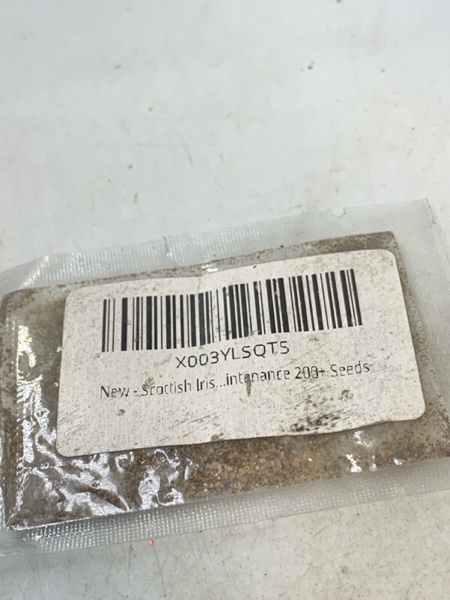 X003YLSQT5
New - Scottish Iris...intenance 200+ Seeds